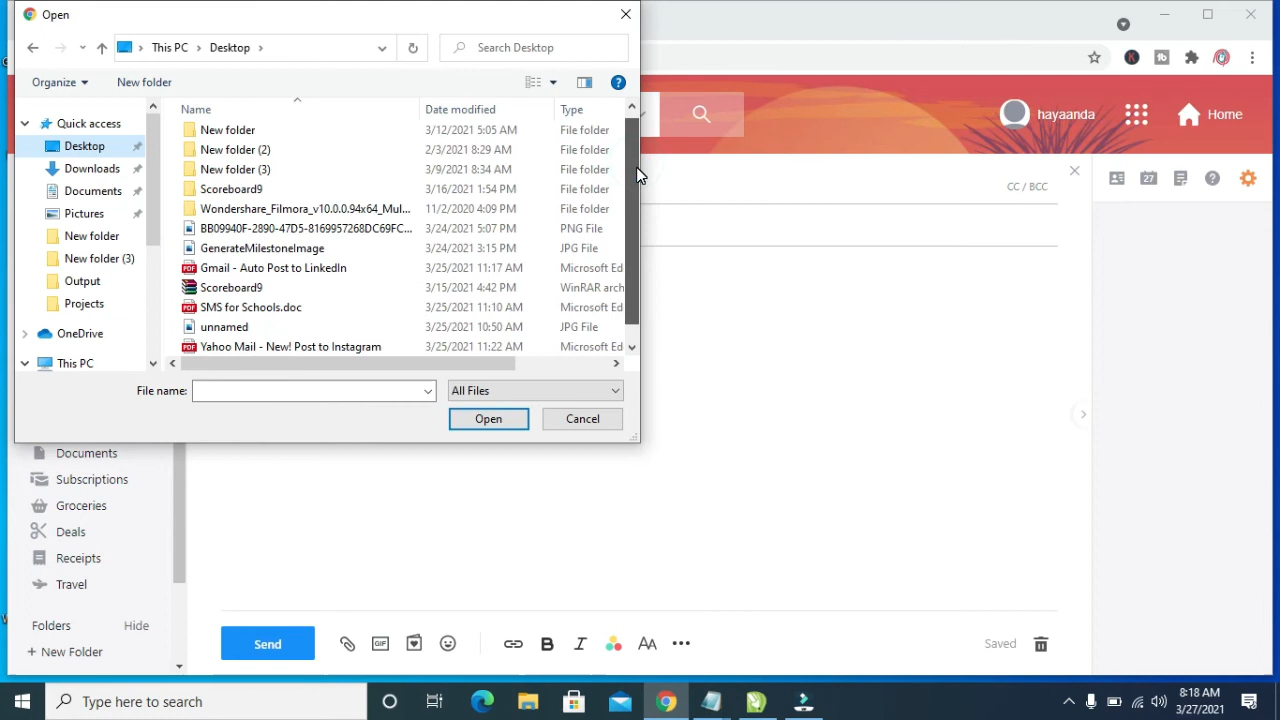 Open
This PC
Desktop
Search Desktop
Organize
New folder
Name
Date modified
Type
Quick access
Desktop
Downloads
Documents
Pictures
New folder
New folder (3)
Output
Projects
OneDrive
This PC
New folder 3/12/2021 5:05 AM File folder
New folder (2) 2/3/2021 8:29 AM File folder
New folder (3) 3/9/2021 8:34 AM File folder
Scoreboard9 3/16/2021 1:54 PM File folder
Wondershare_Filmora_v10.0.0.94x64_Mul... 11/2/2020 4:09 PM File folder
BB09940F-2890-47D5-8169957268DC69FC... 3/24/2021 5:07 PM PNG File
GenerateMilestoneImage 3/24/2021 3:15 PM JPG File
Gmail - Auto Post to LinkedIn 3/25/2021 11:17 AM Microsoft Ed
Scoreboard9 3/15/2021 4:42 PM WinRAR arch
SMS for Schools.doc 3/25/2021 11:10 AM Microsoft Ed
unnamed 3/25/2021 10:50 AM JPG File
Yahoo Mail - New! Post to Instagram 3/25/2021 11:22 AM Microsoft Ed
File name:
All Files
Open
Cancel
hayaanda
Home
CC / BCC
27
Documents
Subscriptions
Groceries
Deals
Receipts
Travel
Folders
Hide
+ New Folder
Send
GIF
B
I
AA
Saved
Type here to search
8:18 AM
3/27/2021